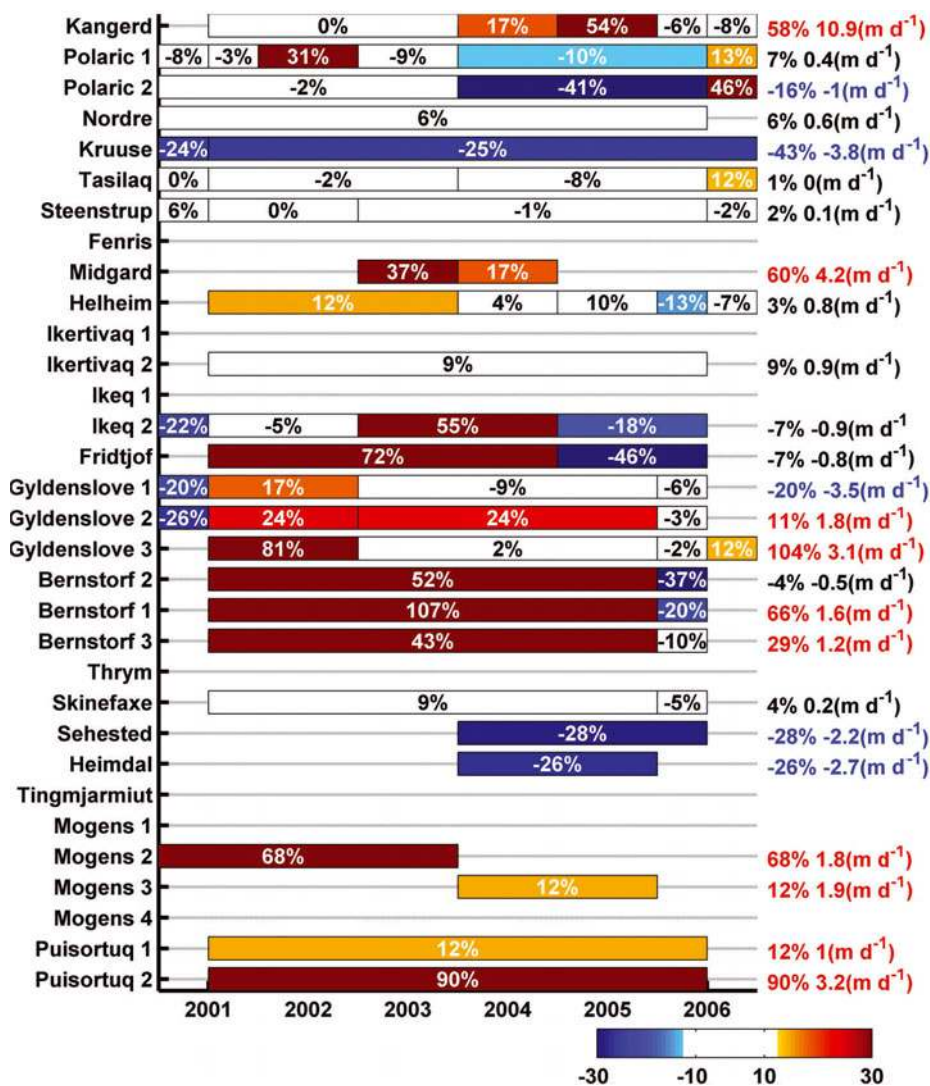 Kangerd 0% 17% 54% -6% -8% 58% 10.9(m d⁻¹)
Polaric 1 -8% -3% 31% -9% -10% 13% 7% 0.4(m d⁻¹)
Polaric 2 -2% -41% 46% -16% -1(m d⁻¹)
Nordre 6% 6% 0.6(m d⁻¹)
Kruuse -24% -25% -43% -3.8(m d⁻¹)
Tasilaq 0% -2% -8% 12% 1% 0(m d⁻¹)
Steenstrup 6% 0% -1% -2% 2% 0.1(m d⁻¹)
Fenris
Midgard 37% 17% 60% 4.2(m d⁻¹)
Helheim 12% 4% 10% -13% -7% 3% 0.8(m d⁻¹)
Ikertivaq 1
Ikertivaq 2 9% 9% 0.9(m d⁻¹)
Ikeq 1
Ikeq 2 -22% -5% 55% -18% -7% -0.9(m d⁻¹
Fridtjof 72% -46% -7% -0.8(m d⁻¹)
Gyldenslove 1 -20% 17% -9% -6% -20% -3.5(m d⁻¹)
Gyldenslove 2 -26% 24% 24% -3% 11% 1.8(m d⁻¹)
Gyldenslove 3 81% 2% -2% 12% 104% 3.1(m d⁻¹)
Bernstorf 2 52% -37% -4% -0.5(m d⁻¹)
Bernstorf 1 107% -20% 66% 1.6(m d⁻¹)
Bernstorf 3 43% -10% 29% 1.2(m d⁻¹)
Thrym
Skinefaxe 9% -5% 4% 0.2(m d⁻¹)
Sehested -28% -28% -2.2(m d⁻¹)
Heimdal -26% -26% -2.7(m d⁻¹)
Tingmjarmiut
Mogens 1
Mogens 2 68% 68% 1.8(m d⁻¹)
Mogens 3 12% 12% 1.9(m d⁻¹)
Mogens 4
Puisortuq 1 12% 12% 1(m d⁻¹)
Puisortuq 2 90% 90% 3.2(m d⁻¹)
2001 2002 2003 2004 2005 2006
-30 -10 10 30